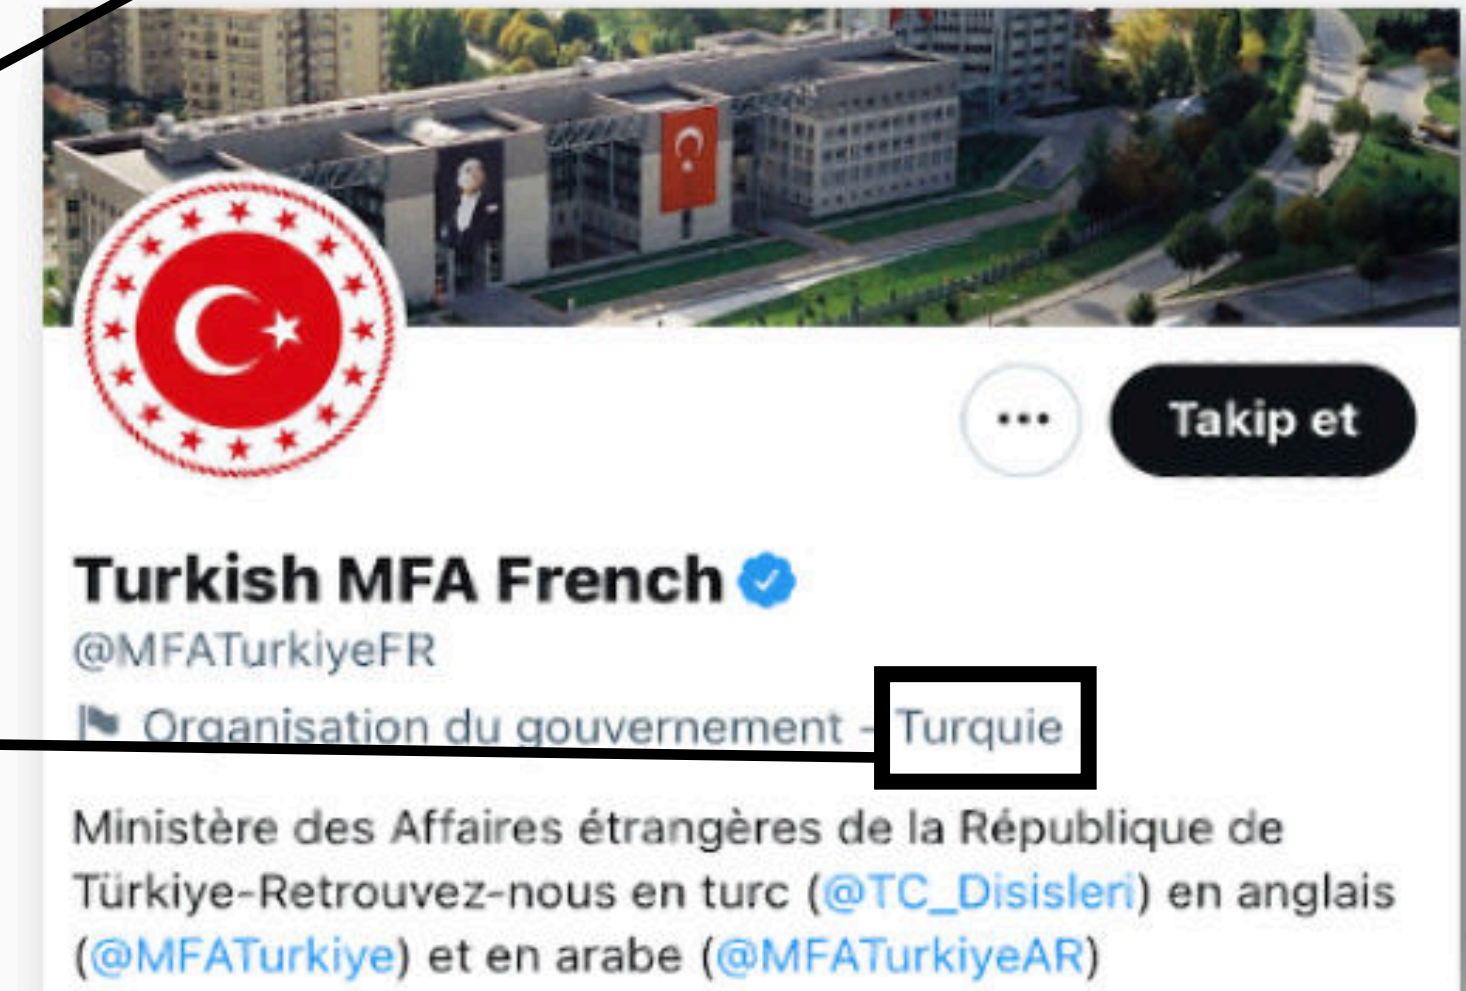 Takip et
Turkish MFA French
@MFATurkiyeFR
Organisation du gouvernement - Turquie
Ministère des Affaires étrangères de la République de
Türkiye-Retrouvez-nous en turc (@TC_Disisleri) en anglais
(@MFATurkiye) et en arabe (@MFATurkiyeAR)